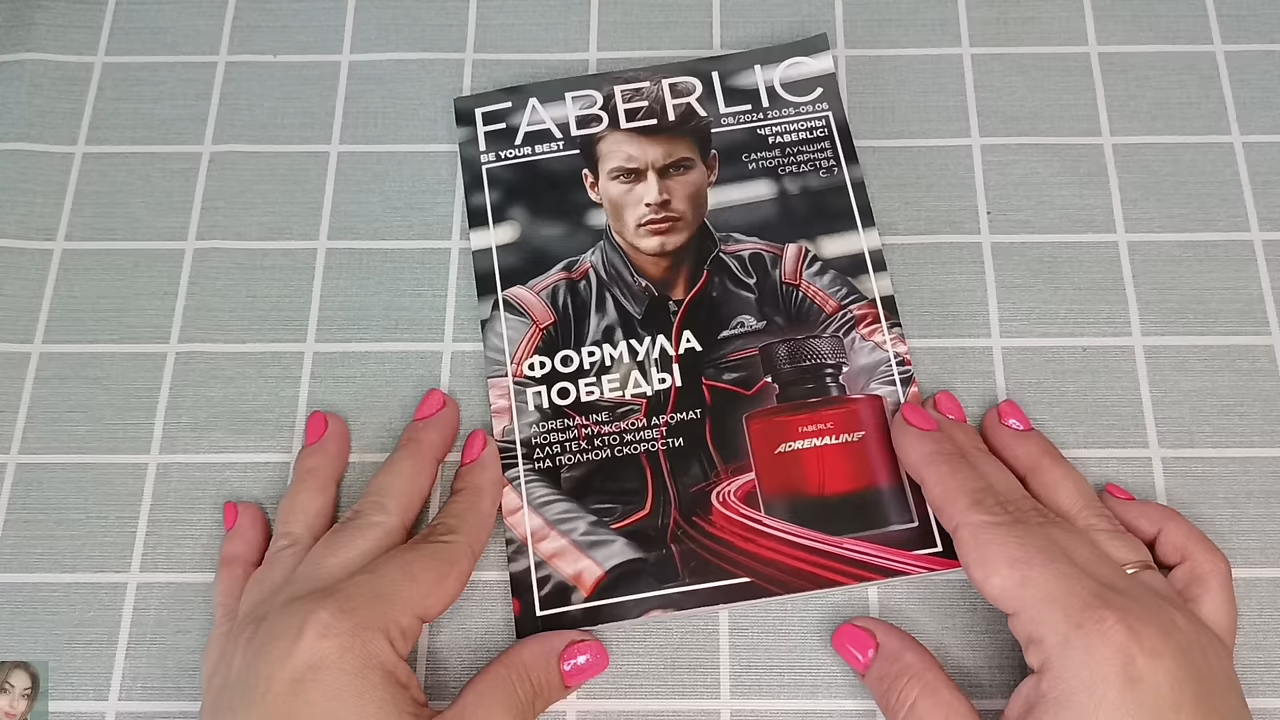 FABERLIC
BE YOUR BEST
08/2024 20.05-09.06
ЧЕМПИОНЫ
FABERLIC!
САМЫЕ ЛУЧШИЕ
И ПОПУЛЯРНЫЕ
СРЕДСТВА
С. 7
ADRENALINE
ФОРМУЛА
ПОБЕДЫ
ADRENALINE:
НОВЫЙ МУЖСКОЙ АРОМАТ
ДЛЯ ТЕХ, КТО ЖИВЕТ
НА ПОЛНОЙ СКОРОСТИ
FABERLIC
ADRENALINE